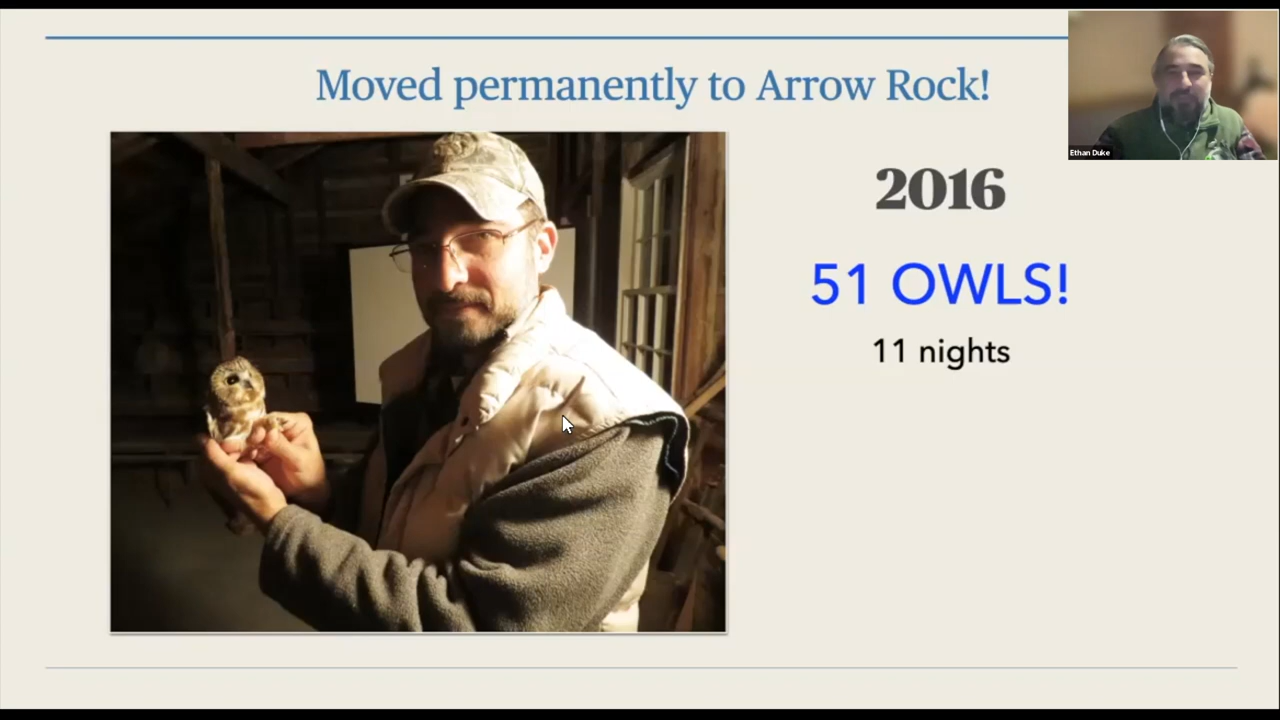 Moved permanently to Arrow Rock!
Ethan Duke
2016
51 OWLS!
11 nights